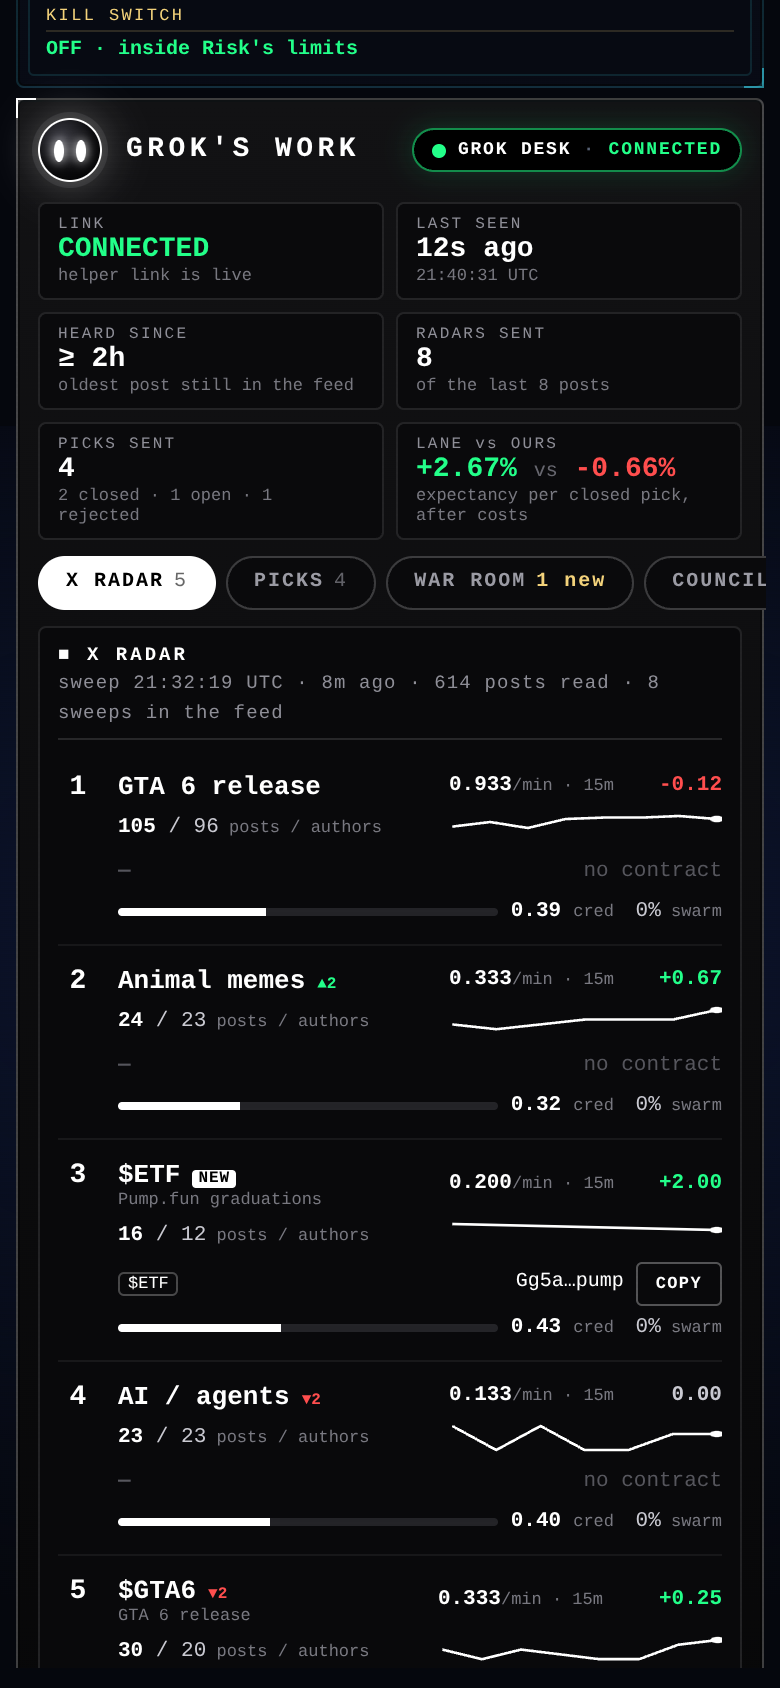 KILL SWITCH
OFF · inside Risk's limits
GROK'S WORK
GROK DESK · CONNECTED
LINK
CONNECTED
helper link is live
LAST SEEN
12s ago
21:40:31 UTC
HEARD SINCE
≥ 2h
oldest post still in the feed
RADARS SENT
8
of the last 8 posts
PICKS SENT
4
2 closed · 1 open · 1
rejected
LANE vs OURS
+2.67% vs -0.66%
expectancy per closed pick,
after costs
X RADAR 5
PICKS 4
WAR ROOM 1 new
COUNCIL
■ X RADAR
sweep 21:32:19 UTC · 8m ago · 614 posts read · 8
sweeps in the feed
1 GTA 6 release 0.933/min · 15m -0.12
105 / 96 posts / authors
— no contract
0.39 cred 0% swarm
2 Animal memes ▲2 0.333/min · 15m +0.67
24 / 23 posts / authors
— no contract
0.32 cred 0% swarm
3 $ETF NEW 0.200/min · 15m +2.00
Pump.fun graduations
16 / 12 posts / authors
$ETF Gg5a…pump COPY
0.43 cred 0% swarm
4 AI / agents ▼2 0.133/min · 15m 0.00
23 / 23 posts / authors
— no contract
0.40 cred 0% swarm
5 $GTA6 ▼2 0.333/min · 15m +0.25
GTA 6 release
30 / 20 posts / authors